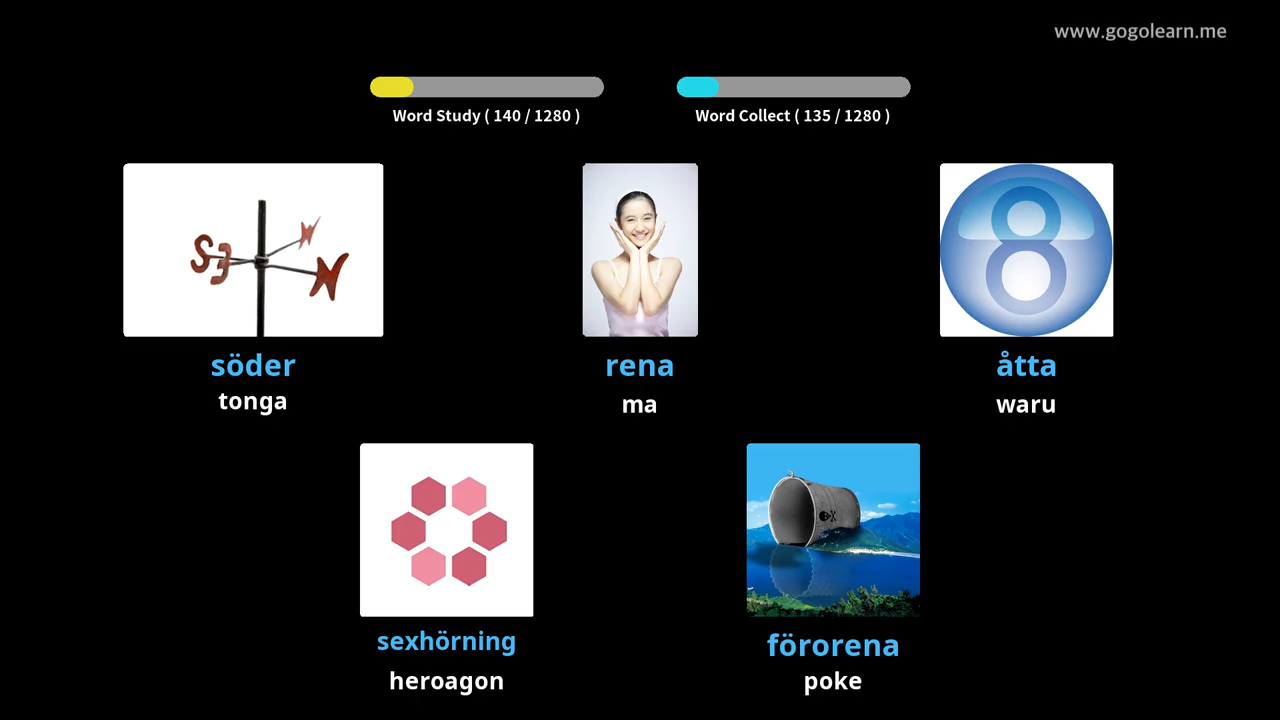 www.gogolearn.me
Word Study ( 140 / 1280 )
Word Collect ( 135 / 1280 )
S E N N
8
söder
tonga
rena
ma
åtta
waru
sexhörning
heroagon
förorena
poke